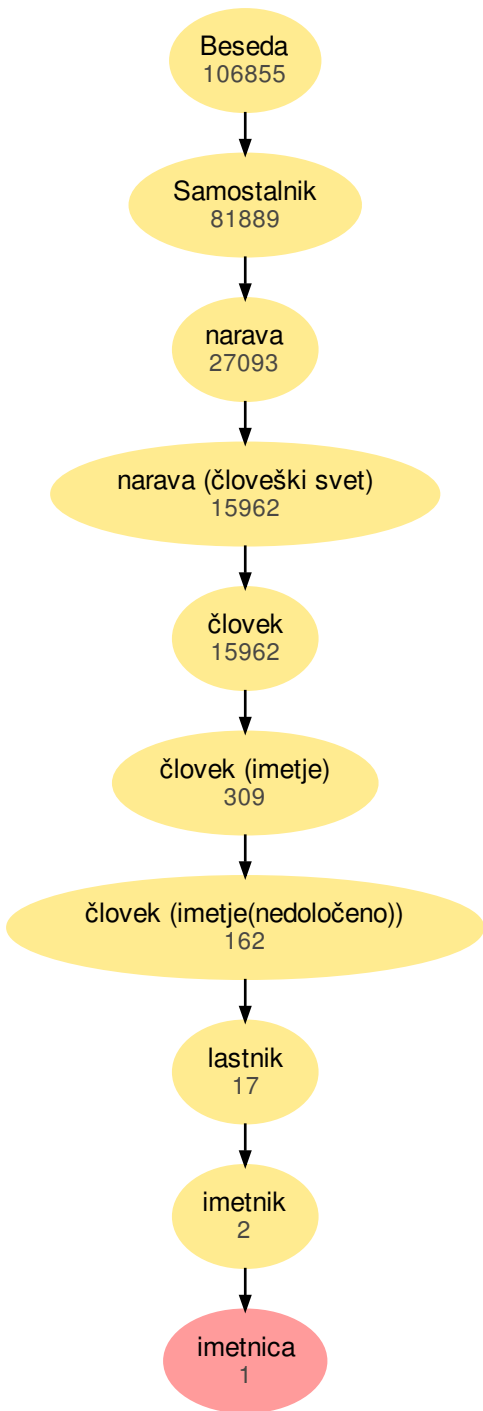 Beseda
106855
Samostalnik
81889
narava
27093
narava (človeški svet)
15962
človek
15962
človek (imetje)
309
človek (imetje(nedoločeno))
162
lastnik
17
imetnik
2
imetnica
1